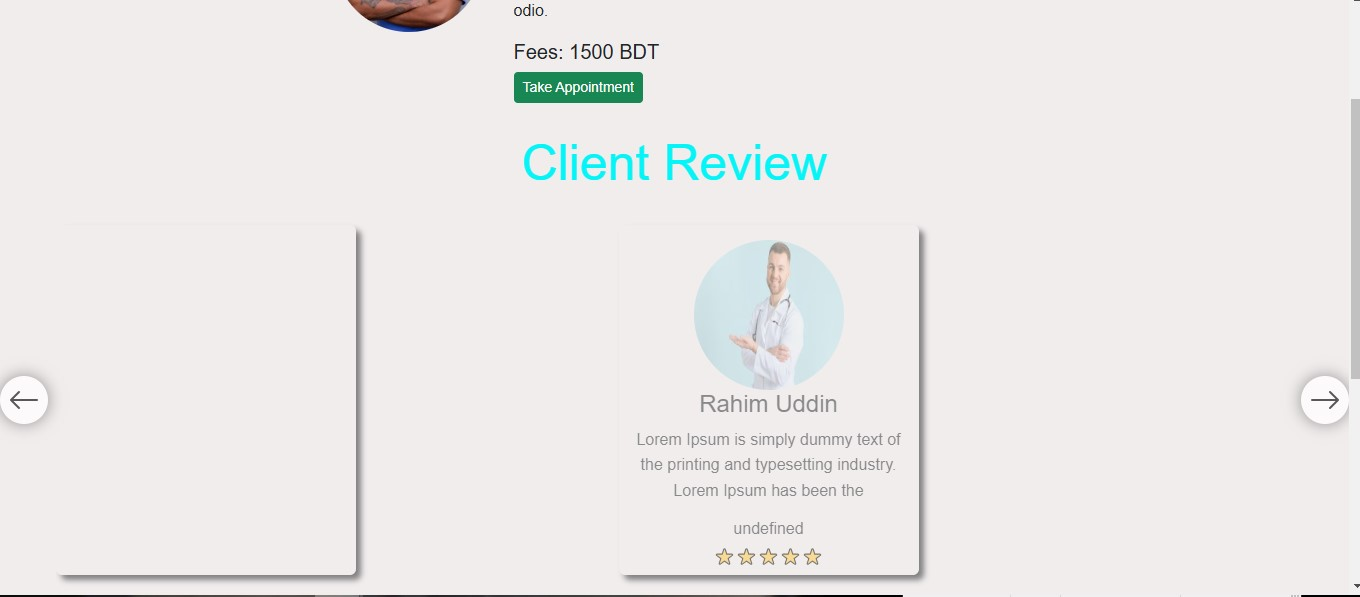 odio.
Fees: 1500 BDT
Take Appointment
Client Review
Rahim Uddin
Lorem Ipsum is simply dummy text of
the printing and typesetting industry.
Lorem Ipsum has been the
undefined